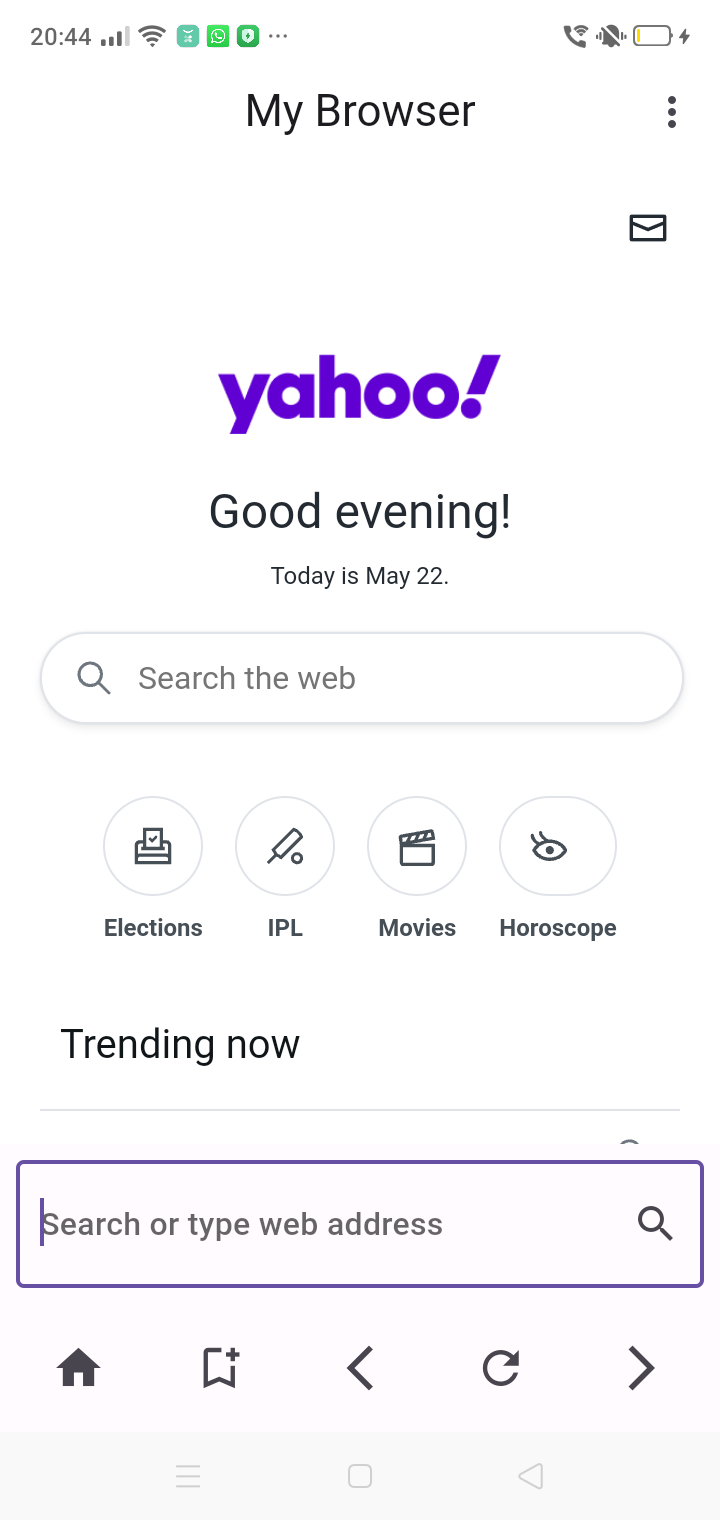 20:44
My Browser
yahoo!
Good evening!
Today is May 22.
Search the web
Elections
IPL
Movies
Horoscope
Trending now
Search or type web address